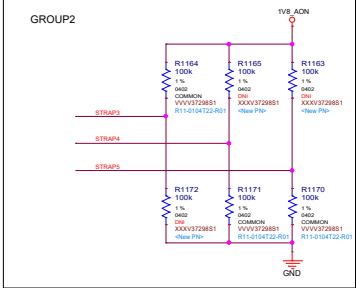 GROUP2
1V8_AON
R1164
100k
1 %
0402
COMMON
VVVV37298S1
R11-0104T22-R01
R1165
100k
1 %
0402
DNI
XXXV37298S1
<New PN>
R1163
100k
1 %
0402
DNI
XXXV37298S1
<New PN>
STRAP3
STRAP4
STRAP5
R1172
100k
1 %
0402
DNI
XXXV37298S1
<New PN>
R1171
100k
1 %
0402
COMMON
VVVV37298S1
R11-0104T22-R01
R1170
100k
1 %
0402
COMMON
VVVV37298S1
R11-0104T22-R01
GND